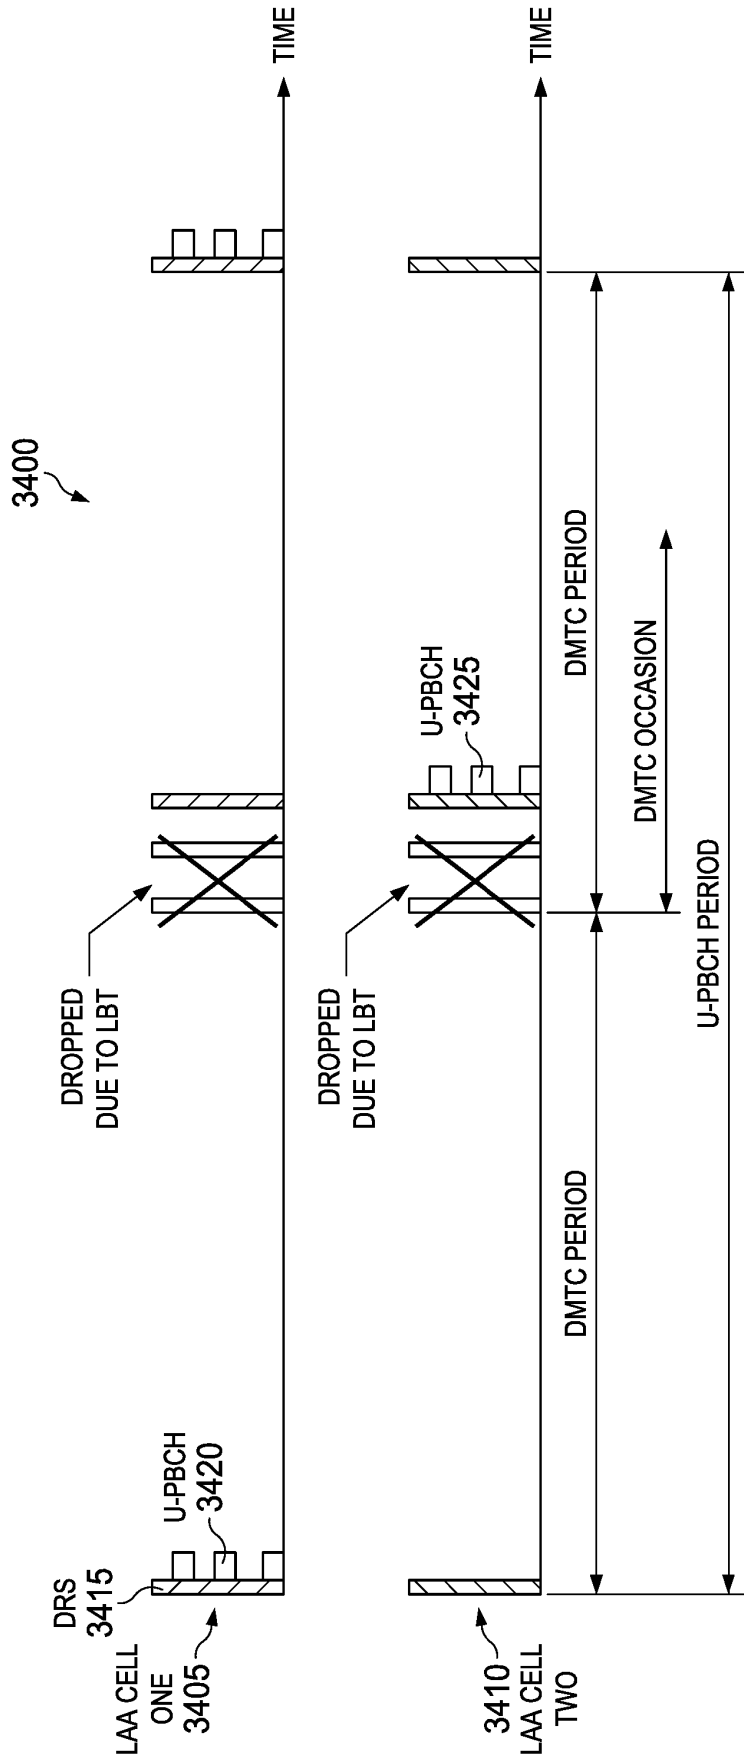 3400
LAA CELL
ONE
3405
DRS
3415
U-PBCH
3420
DROPPED
DUE TO LBT
TIME
3410
LAA CELL
TWO
DROPPED
DUE TO LBT
U-PBCH
3425
TIME
DMTC PERIOD
DMTC PERIOD
DMTC OCCASION
U-PBCH PERIOD